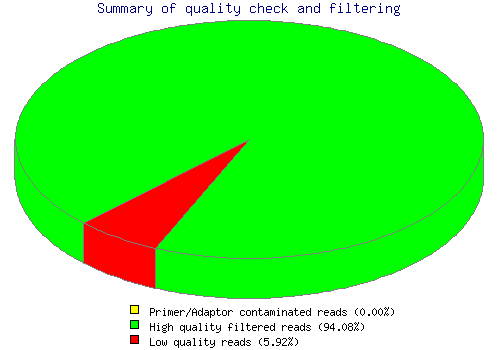 Summary of quality check and filtering
Primer/Adaptor contaminated reads (0.00%)
High quality filtered reads (94.08%)
Low quality reads (5.92%)